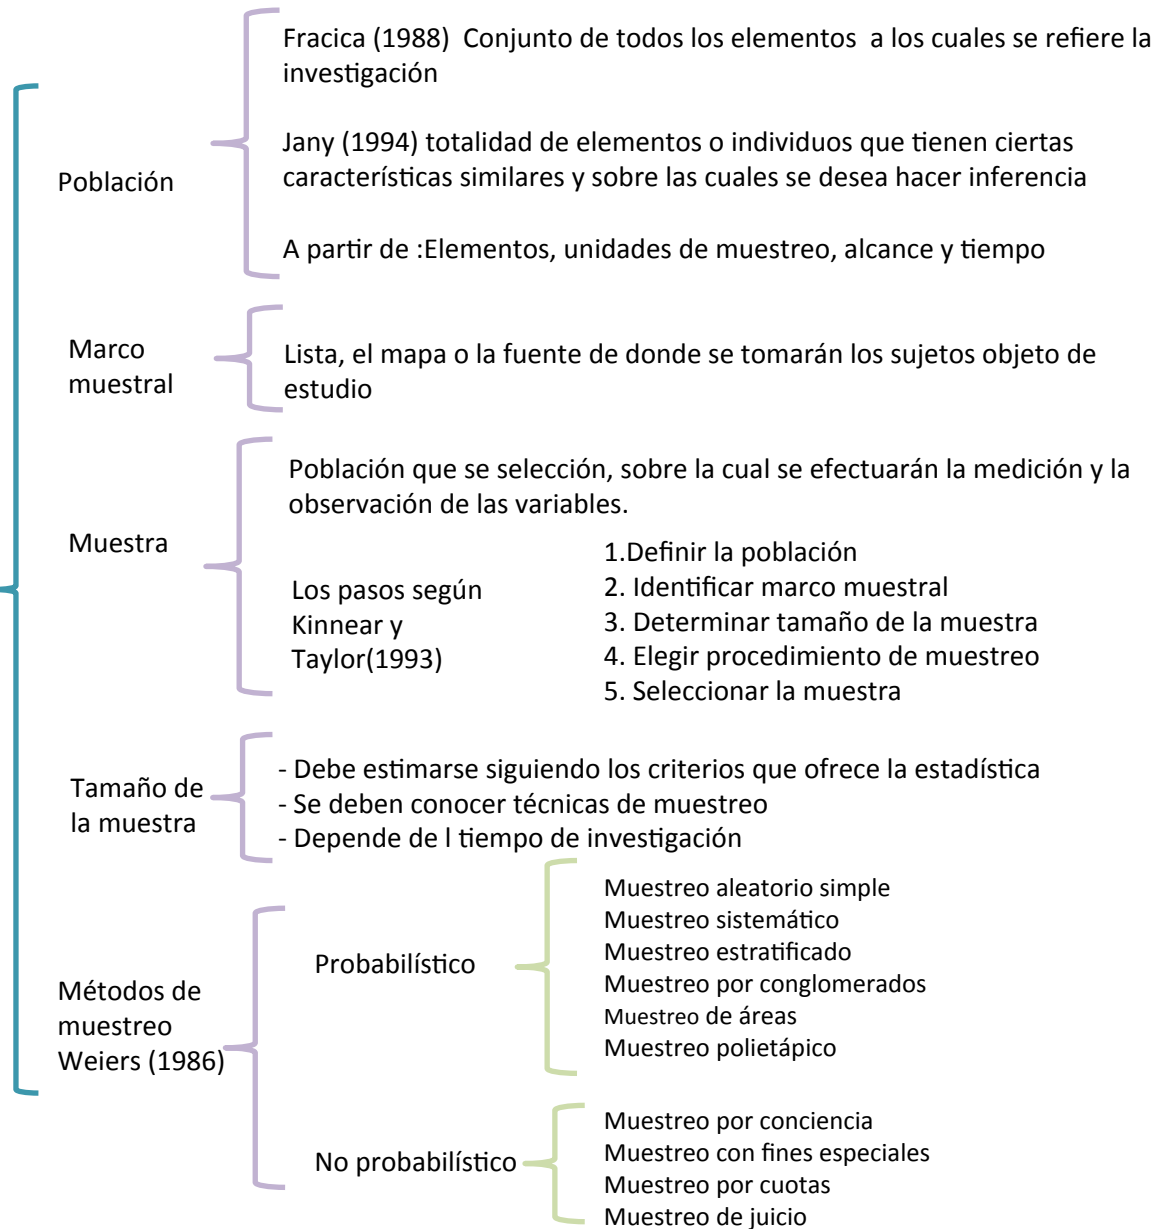 Fracica (1988)  Conjunto de todos los elementos  a los cuales se refiere la
investigación
Jany (1994) totalidad de elementos o individuos que tienen ciertas
características similares y sobre las cuales se desea hacer inferencia
Población
A partir de :Elementos, unidades de muestreo, alcance y tiempo
Marco
muestral
Lista, el mapa o la fuente de donde se tomarán los sujetos objeto de
estudio
Población que se selección, sobre la cual se efectuarán la medición y la
observación de las variables.
Muestra
Los pasos según
Kinnear y
Taylor(1993)
1.Definir la población
2. Identificar marco muestral
3. Determinar tamaño de la muestra
4. Elegir procedimiento de muestreo
5. Seleccionar la muestra
Tamaño de
la muestra
- Debe estimarse siguiendo los criterios que ofrece la estadística
- Se deben conocer técnicas de muestreo
- Depende de l tiempo de investigación
Métodos de
muestreo
Weiers (1986)
Probabilístico
Muestreo aleatorio simple
Muestreo sistemático
Muestreo estratificado
Muestreo por conglomerados
Muestreo de áreas
Muestreo polietápico
No probabilístico
Muestreo por conciencia
Muestreo con fines especiales
Muestreo por cuotas
Muestreo de juicio